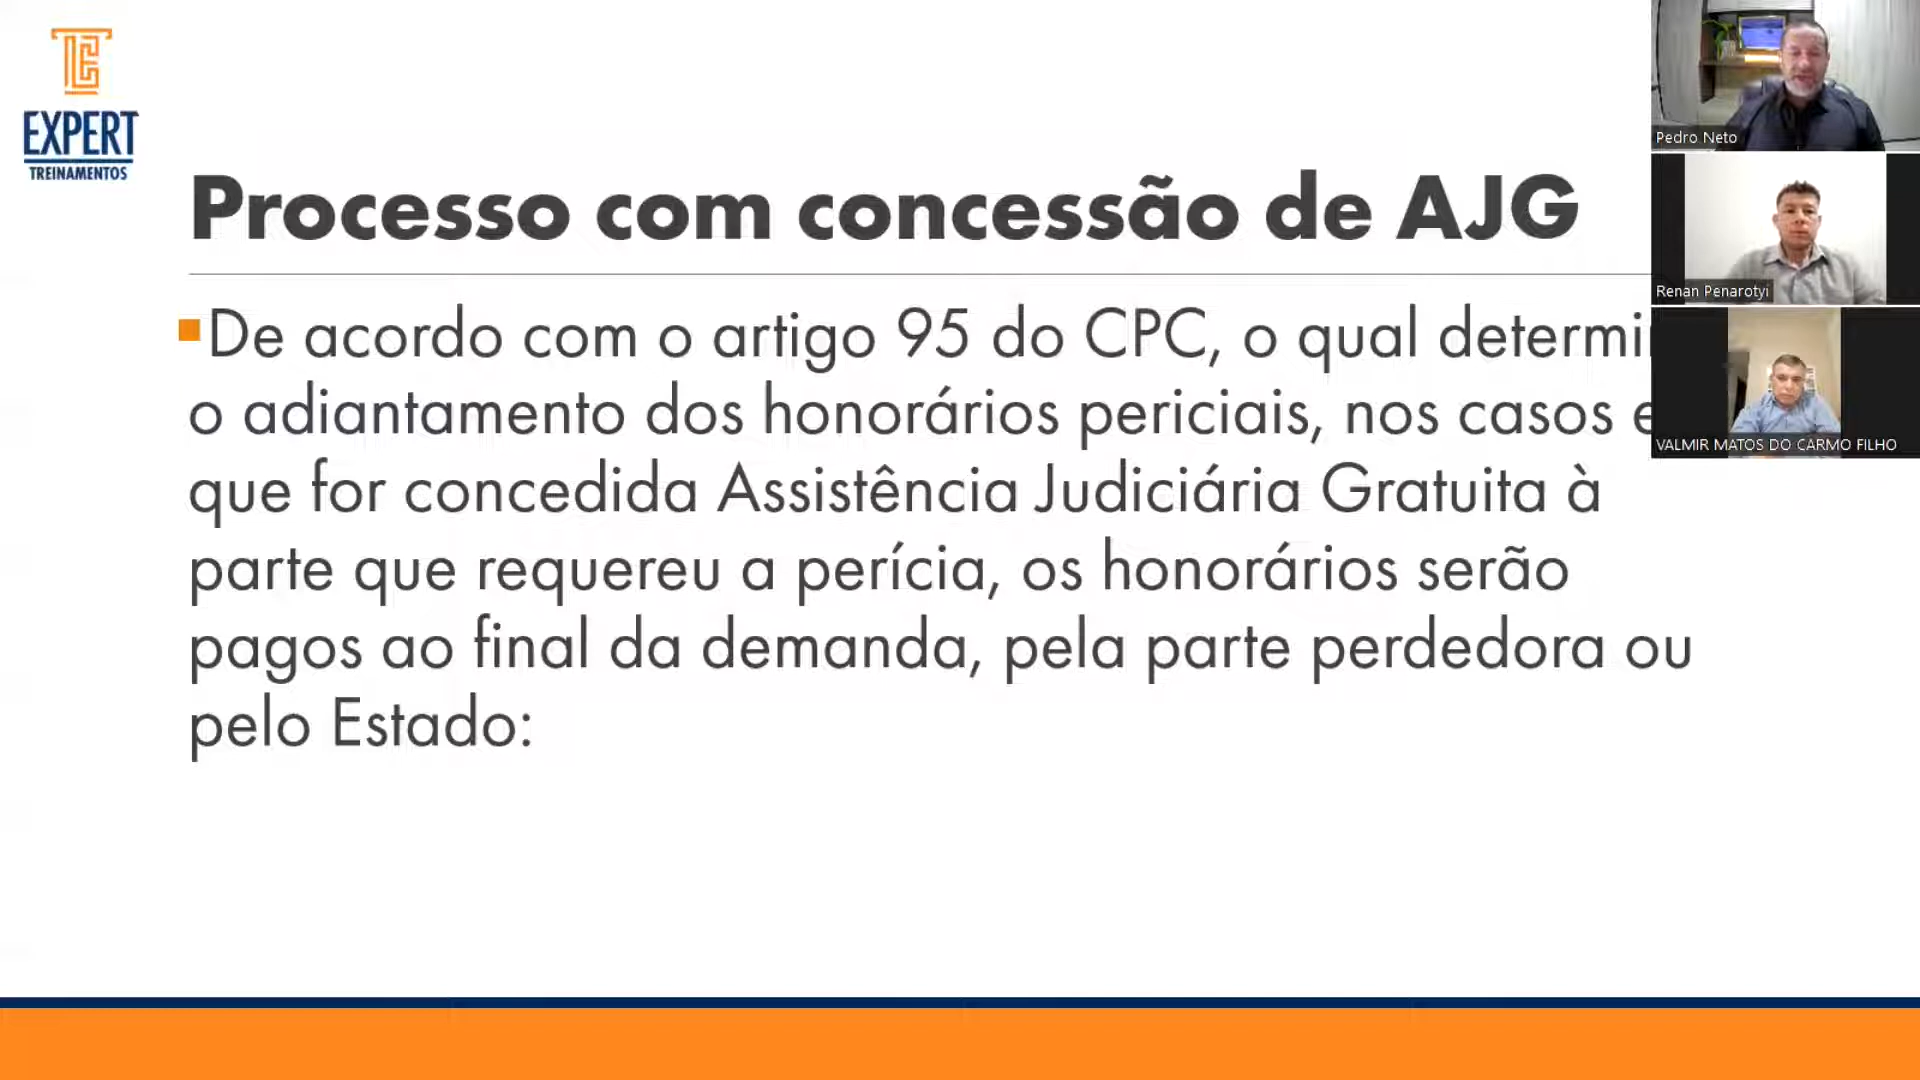 EXPERT
TREINAMENTOS
Processo com concessão de AJG
De acordo com o artigo 95 do CPC, o qual
o adiantamento dos honorários periciais, nos casos
que for concedida Assistência Judiciária Gratuita à
parte que requereu a perícia, os honorários serão
pagos ao final da demanda, pela parte perdedora ou
pelo Estado:
Pedro Neto
Renan Penarotyi
VALMIR MATOS DO CARMO FILHO